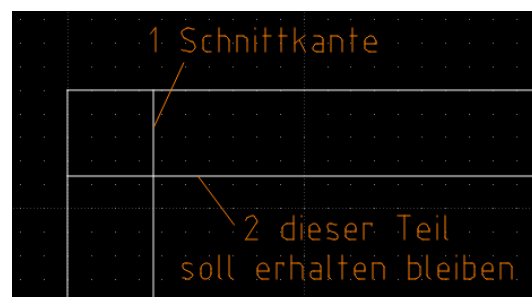 1 Schnittkante
2 dieser Teil
soll erhalten bleiben